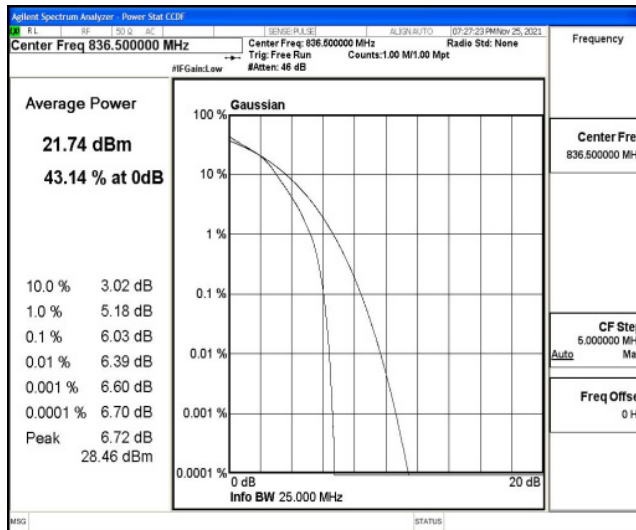 Agilent Spectrum Analyzer - Power Stat CCDF
RL RF 50 Ω AC SENSE:PULSE ALIGN AUTO 07:27:23 PM Nov 25, 2021
Center Freq 836.500000 MHz
Center Freq: 836.500000 MHz Radio Std: None
Trig: Free Run Counts:1.00 M/1.00 Mpt
#IFGain:Low #Atten: 46 dB
Frequency
Average Power
21.74 dBm
43.14 % at 0dB
10.0 % 3.02 dB
1.0 % 5.18 dB
0.1 % 6.03 dB
0.01 % 6.39 dB
0.001 % 6.60 dB
0.0001 % 6.70 dB
Peak 6.72 dB
28.46 dBm
Gaussian
100 %
10 %
1 %
0.1 %
0.01 %
0.001 %
0.0001 %
0 dB 20 dB
Info BW 25.000 MHz
Center Fre
836.500000 MH
CF Ste
5.000000 MH
Auto Ma
Freq Offse
0 H
MSG STATUS